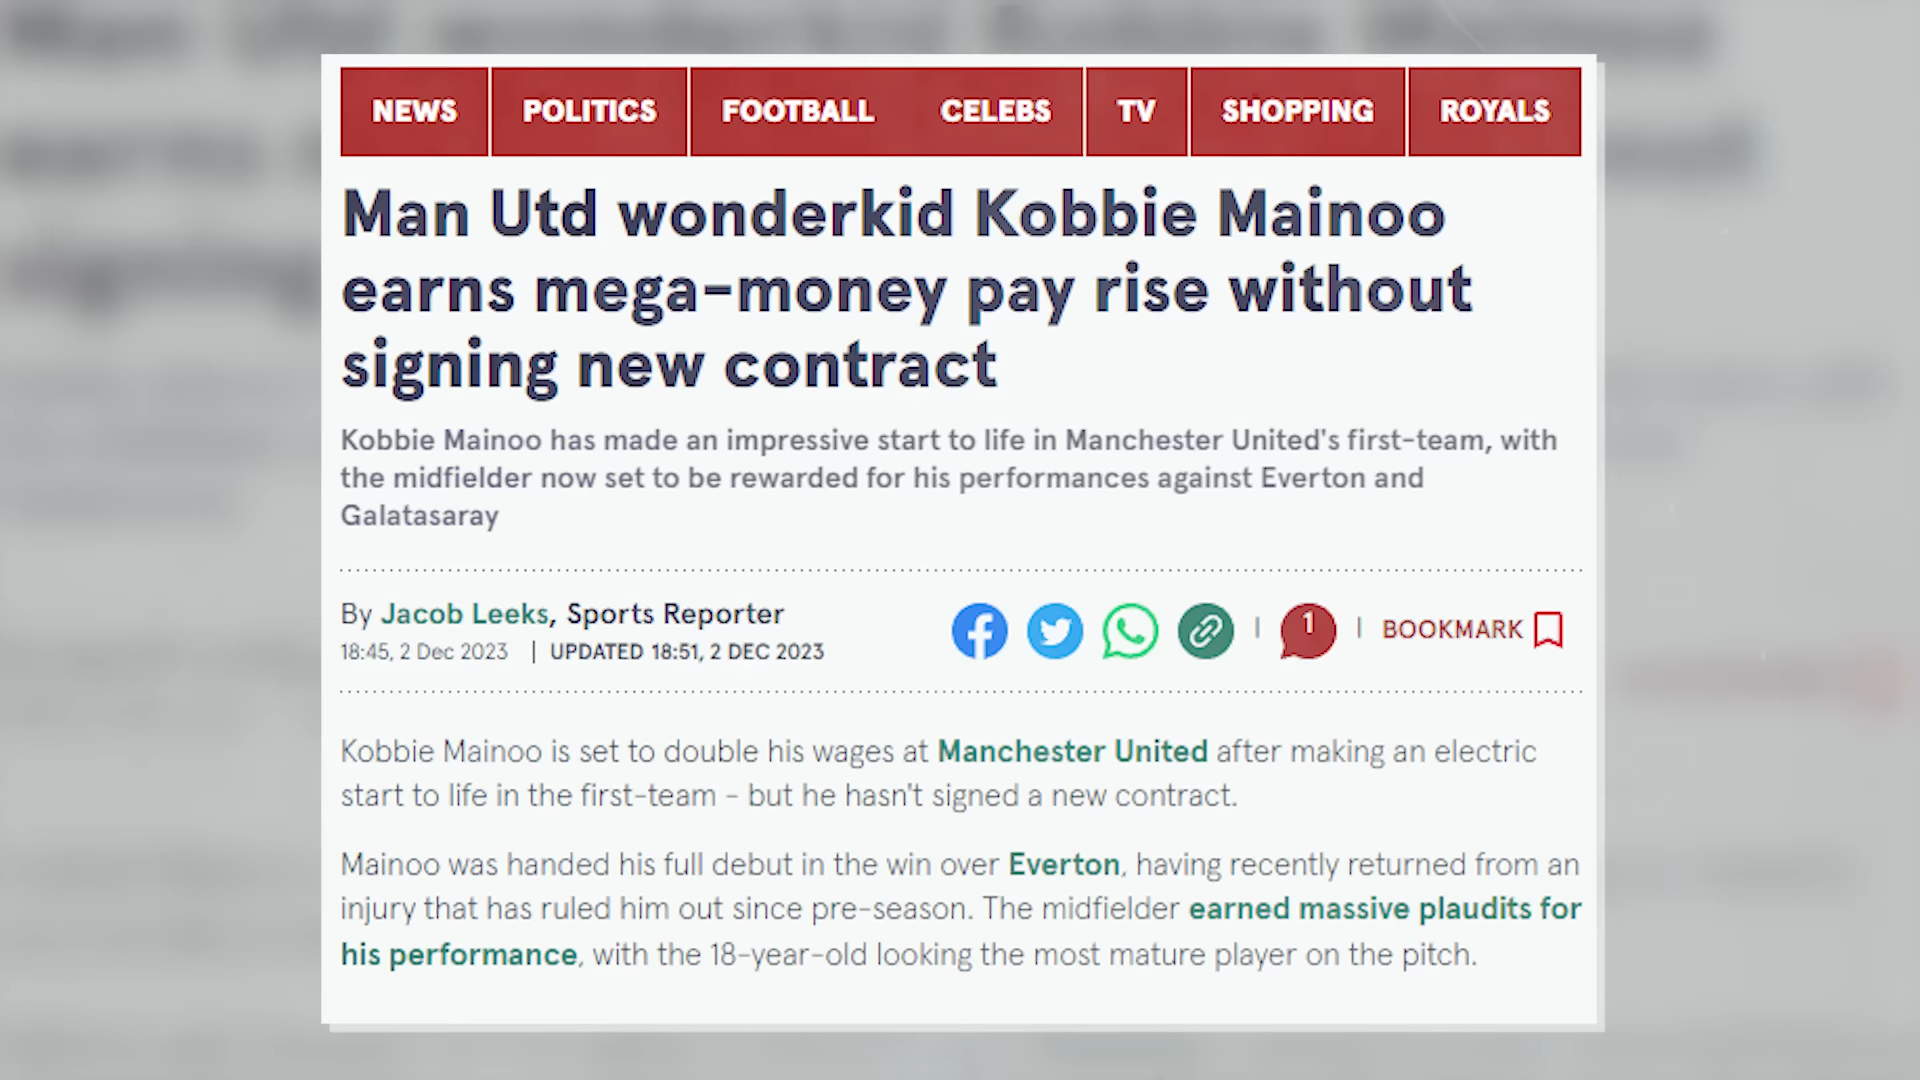 NEWS POLITICS FOOTBALL CELEBS TV SHOPPING ROYALS
Man Utd wonderkid Kobbie Mainoo
earns mega-money pay rise without
signing new contract
Kobbie Mainoo has made an impressive start to life in Manchester United's first-team, with
the midfielder now set to be rewarded for his performances against Everton and
Galatasaray
By Jacob Leeks, Sports Reporter
18:45, 2 Dec 2023 | UPDATED 18:51, 2 DEC 2023
1
BOOKMARK
Kobbie Mainoo is set to double his wages at Manchester United after making an electric
start to life in the first-team - but he hasn't signed a new contract.
Mainoo was handed his full debut in the win over Everton, having recently returned from an
injury that has ruled him out since pre-season. The midfielder earned massive plaudits for
his performance, with the 18-year-old looking the most mature player on the pitch.